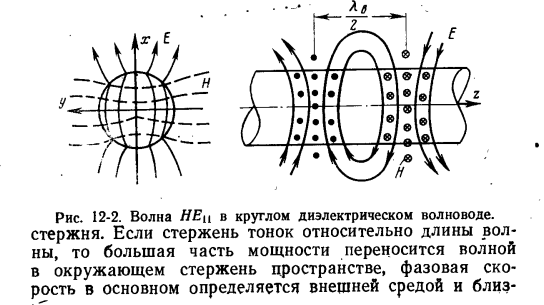 x
E
H
y
λв
2
E
z
H
Рис. 12-2. Волна HE₁₁ в круглом диэлектрическом волноводе.
стержня. Если стержень тонок относительно длины вол-
ны, то большая часть мощности переносится волной
в окружающем стержень пространстве, фазовая ско-
рость в основном определяется внешней средой и близ-